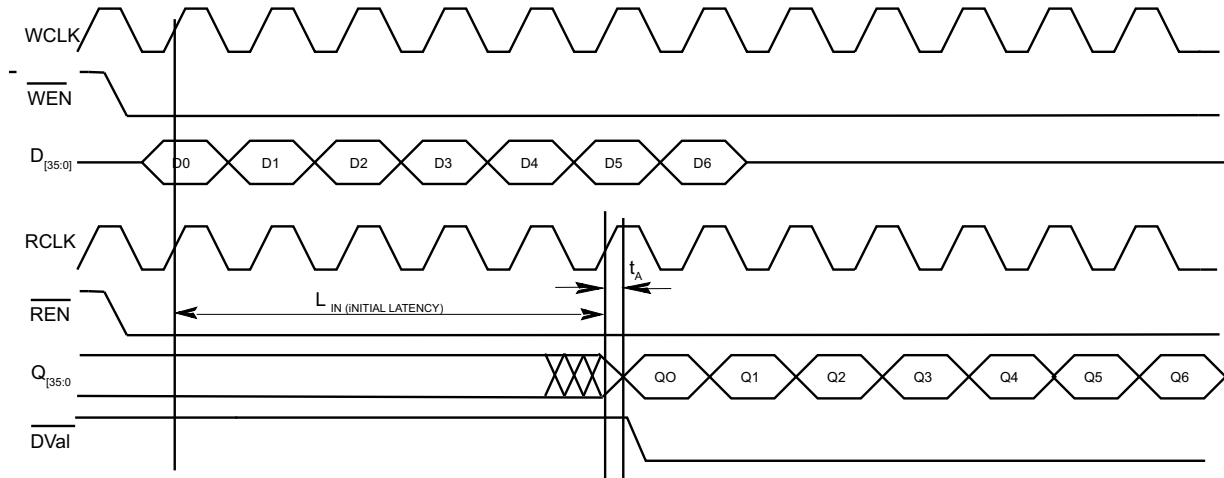 WCLK
WEN
D[35:0]
D0 D1 D2 D3 D4 D5 D6
RCLK
tA
REN
L IN (iNITIAL LATENCY)
Q[35:0
QO Q1 Q2 Q3 Q4 Q5 Q6
DVal